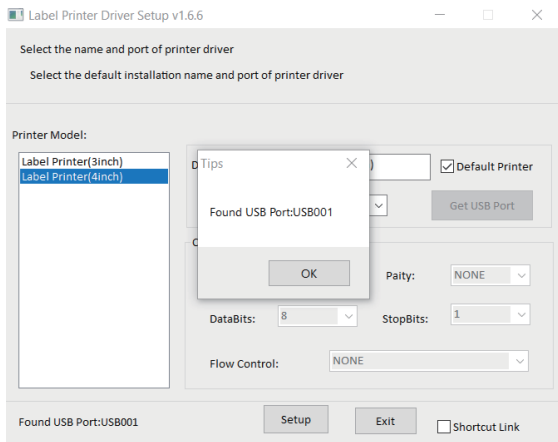 Label Printer Driver Setup v1.6.6
Select the name and port of printer driver
Select the default installation name and port of printer driver
Printer Model:
Label Printer(3inch)
Label Printer(4inch)
Tips
Found USB Port:USB001
OK
Default Printer
Get USB Port
Paity:
NONE
DataBits:
8
StopBits:
1
Flow Control:
NONE
Found USB Port:USB001
Setup
Exit
Shortcut Link